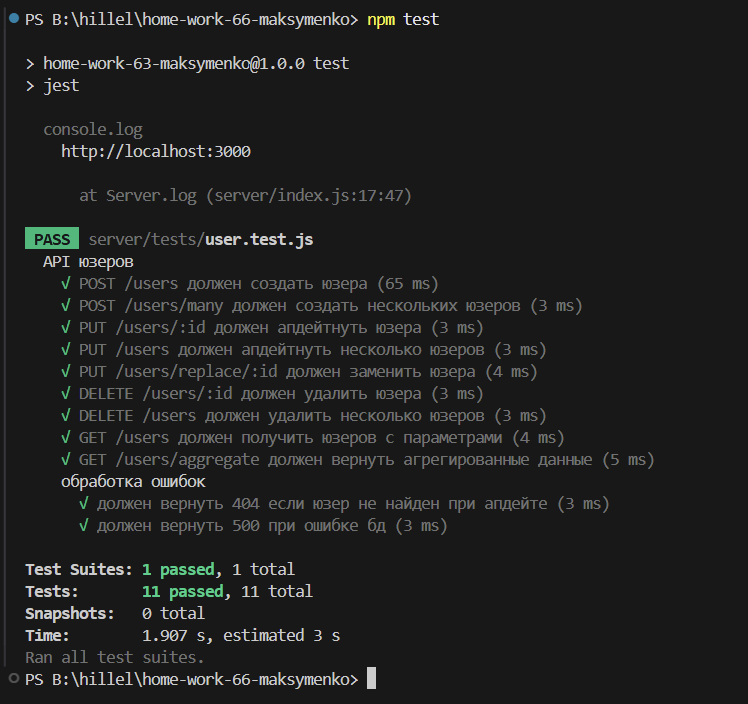 PS B:\hillel\home-work-66-maksymenko> npm test
> home-work-63-maksymenko@1.0.0 test
> jest
console.log
http://localhost:3000
at Server.log (server/index.js:17:47)
PASS server/tests/user.test.js
API юзеров
√ POST /users должен создать юзера (65 ms)
√ POST /users/many должен создать нескольких юзеров (3 ms)
√ PUT /users/:id должен апдейтнуть юзера (3 ms)
√ PUT /users должен апдейтнуть несколько юзеров (3 ms)
√ PUT /users/replace/:id должен заменить юзера (4 ms)
√ DELETE /users/:id должен удалить юзера (3 ms)
√ DELETE /users должен удалить несколько юзеров (3 ms)
√ GET /users должен получить юзеров с параметрами (4 ms)
√ GET /users/aggregate должен вернуть агрегированные данные (5 ms)
обработка ошибок
√ должен вернуть 404 если юзер не найден при апдейте (3 ms)
√ должен вернуть 500 при ошибке бд (3 ms)
Test Suites: 1 passed, 1 total
Tests: 11 passed, 11 total
Snapshots: 0 total
Time: 1.907 s, estimated 3 s
Ran all test suites.
PS B:\hillel\home-work-66-maksymenko>